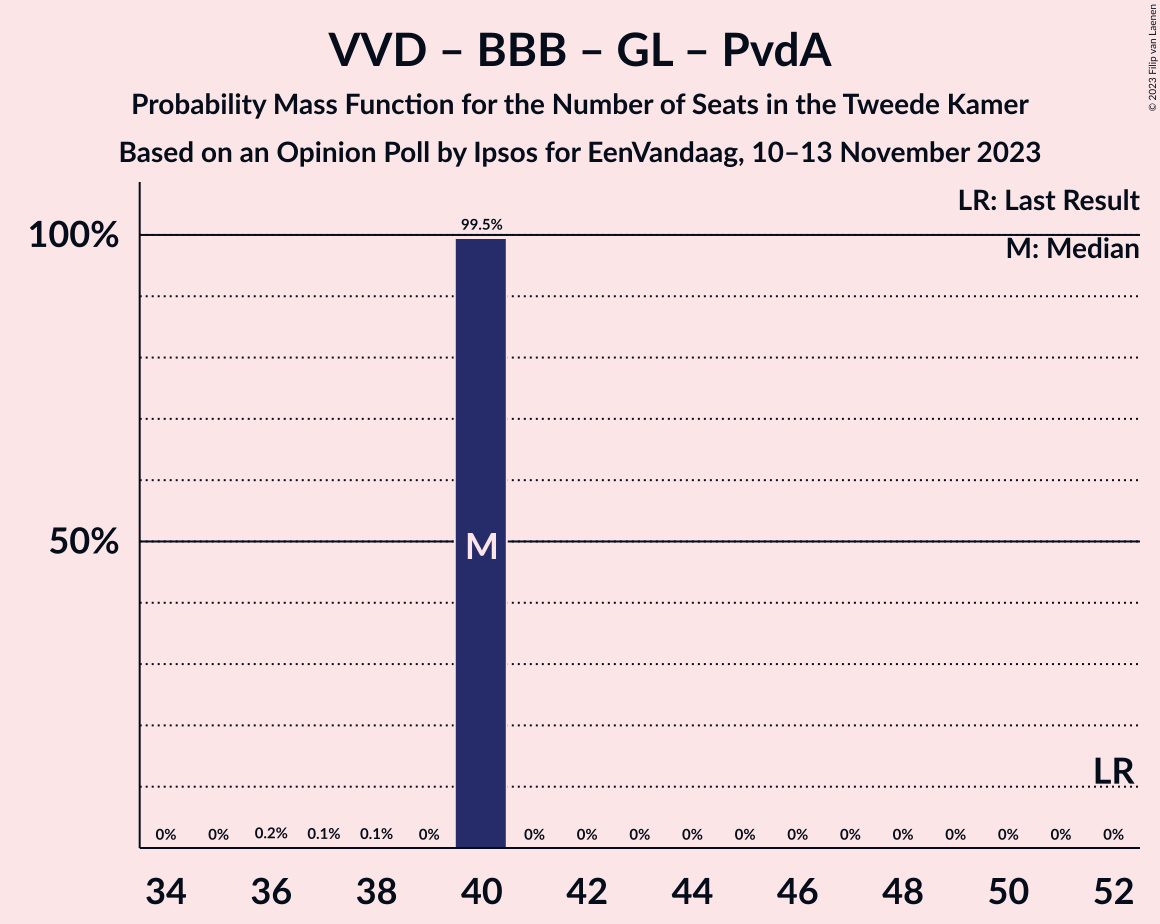 VVD – BBB – GL – PvdA
Probability Mass Function for the Number of Seats in the Tweede Kamer
Based on an Opinion Poll by Ipsos for EenVandaag, 10–13 November 2023
© 2023 Filip van Laenen
LR: Last Result
M: Median
100%
50%
99.5%
M
LR
0% 0% 0.2% 0.1% 0.1% 0% 0% 0% 0% 0% 0% 0% 0% 0% 0% 0% 0% 0%
34 36 38 40 42 44 46 48 50 52